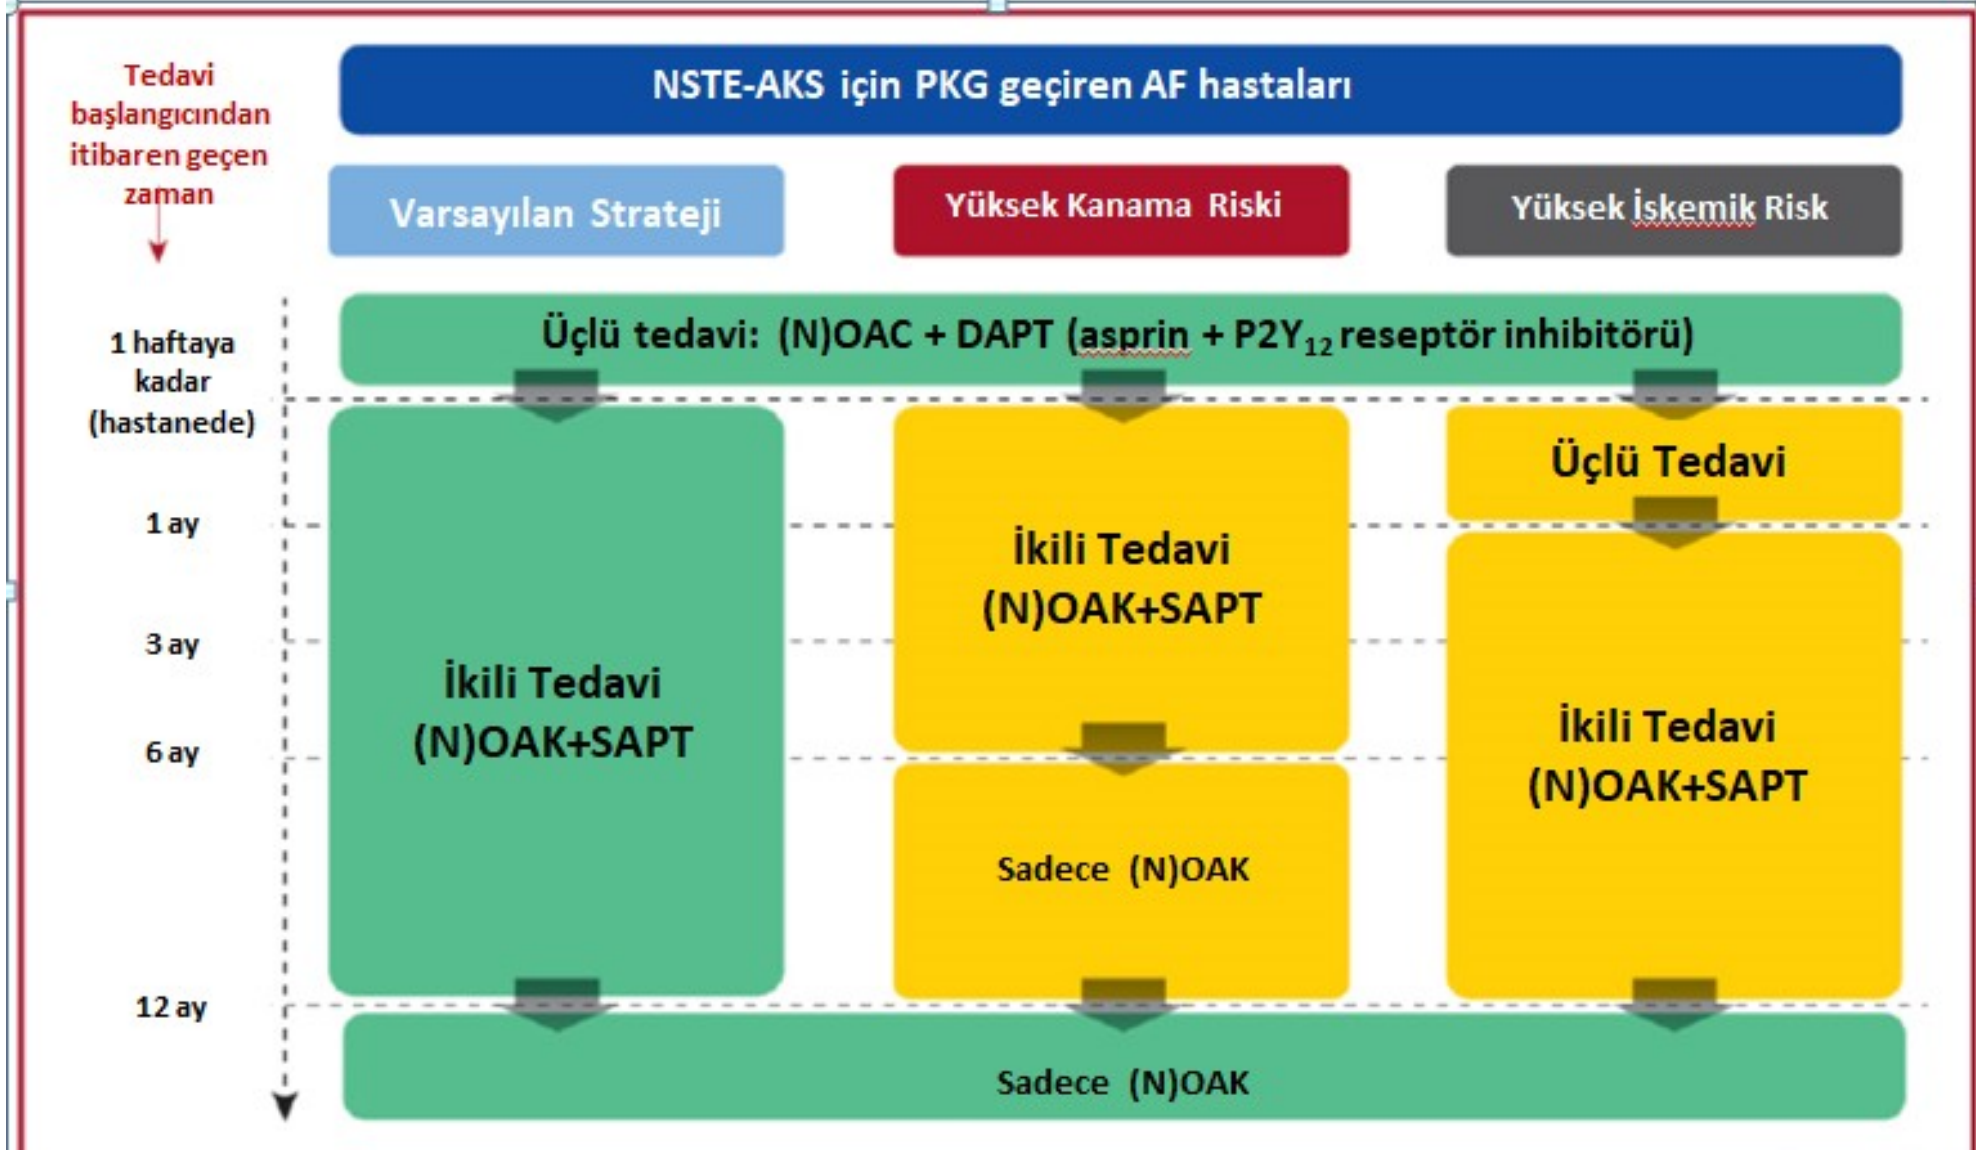 Tedavi
başlangıcından
itibaren geçen
zaman
NSTE-AKS için PKG geçiren AF hastaları
Varsayılan Strateji
Yüksek Kanama Riski
Yüksek İskemik Risk
1 haftaya
kadar
(hastanede)
Üçlü tedavi: (N)OAC + DAPT (asprin + P2Y₁₂ reseptör inhibitörü)
1 ay
3 ay
6 ay
12 ay
İkili Tedavi
(N)OAK+SAPT
İkili Tedavi
(N)OAK+SAPT
Sadece (N)OAK
Üçlü Tedavi
İkili Tedavi
(N)OAK+SAPT
Sadece (N)OAK